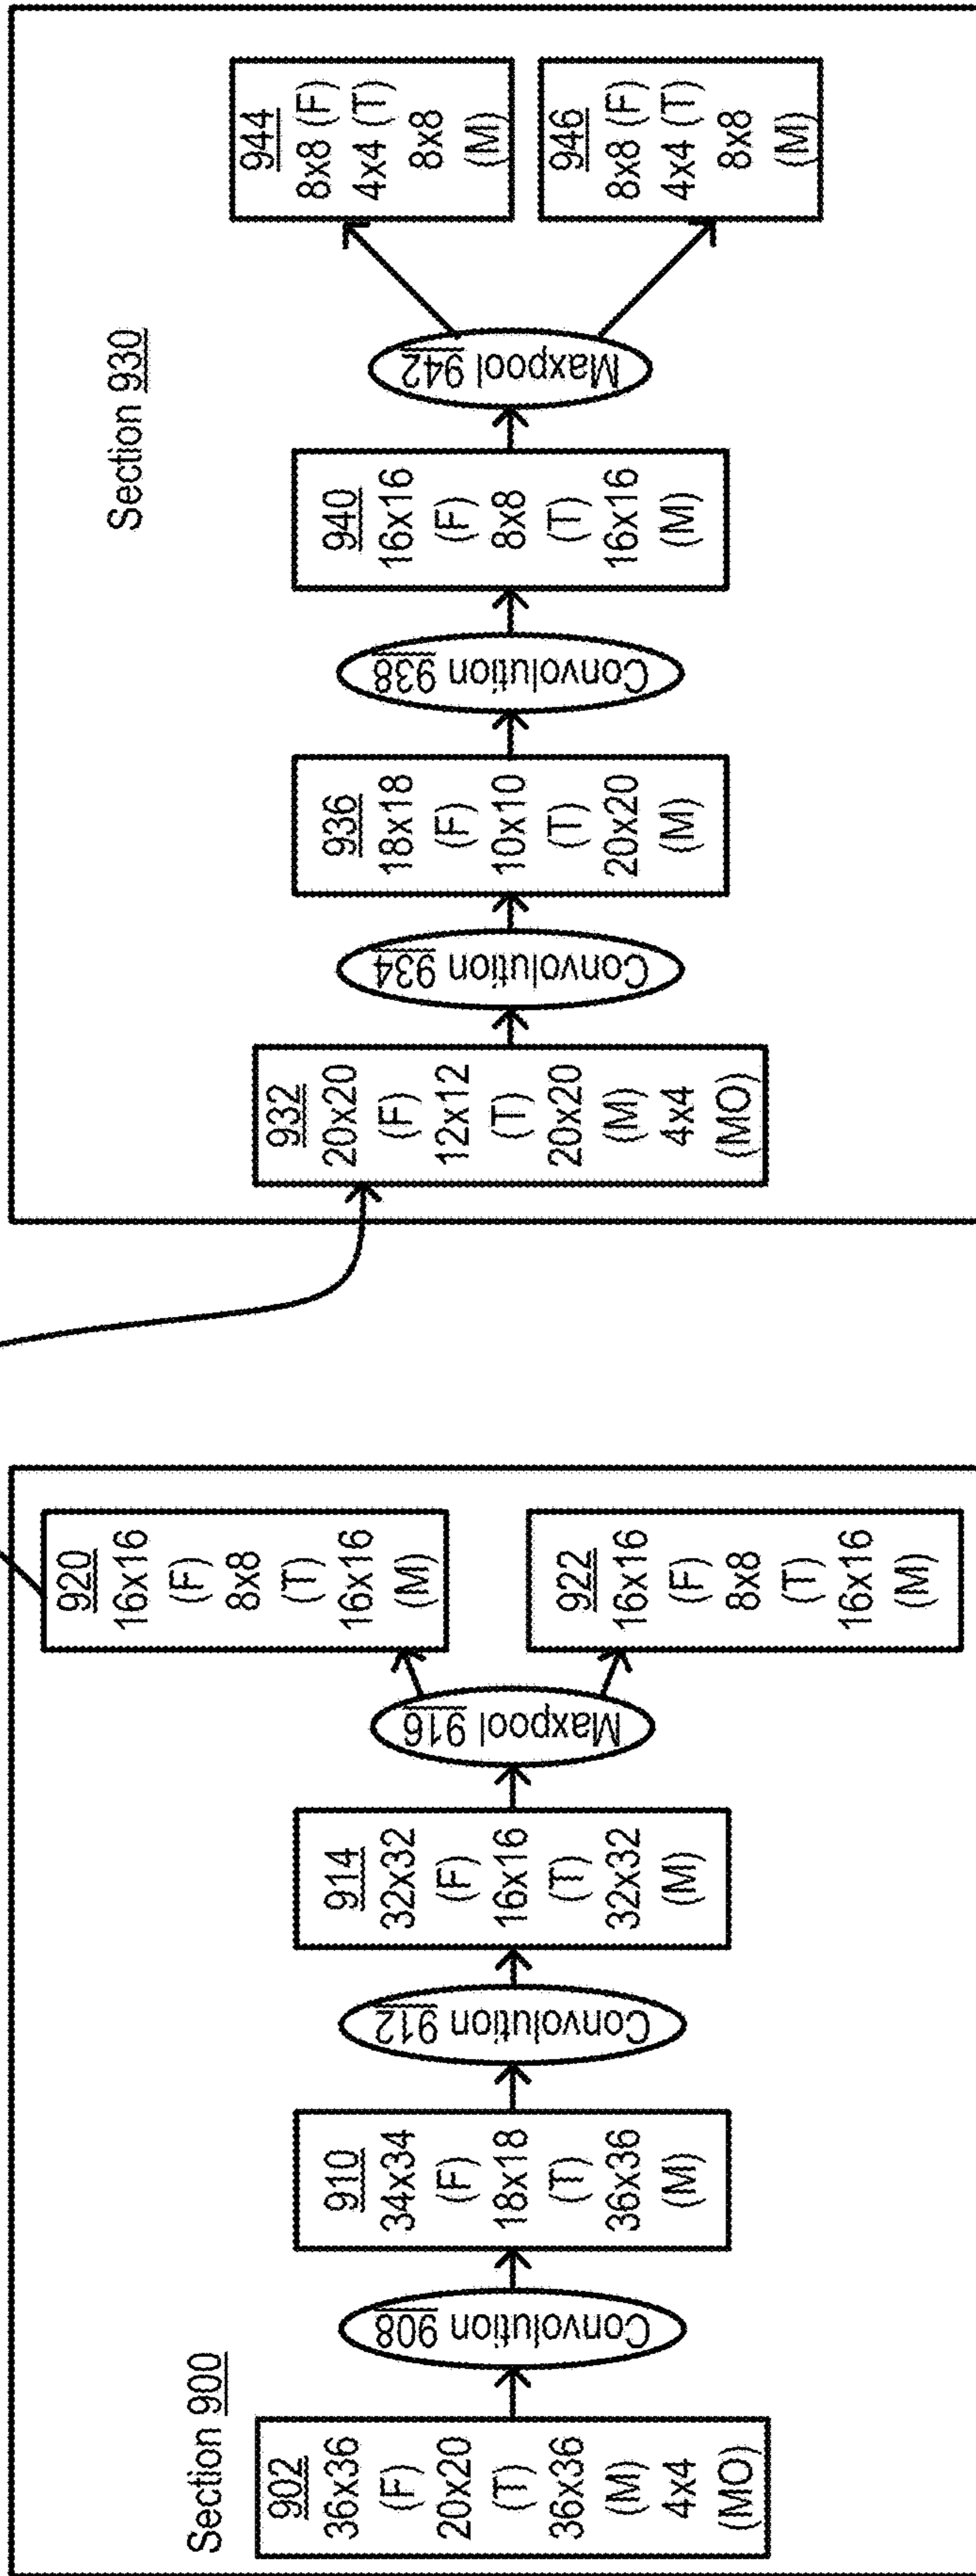 Section 900
902
36x36
(F)
20x20
(T)
36x36
(M)
4x4
(MO)
Convolution 908
910
34x34
(F)
18x18
(T)
36x36
(M)
Convolution 912
914
32x32
(F)
16x16
(T)
32x32
(M)
Maxpool 916
920
16x16
(F)
8x8
(T)
16x16
(M)
922
16x16
(F)
8x8
(T)
16x16
(M)
Section 930
932
20x20
(F)
12x12
(T)
20x20
(M)
4x4
(MO)
Convolution 934
936
18x18
(F)
10x10
(T)
20x20
(M)
Convolution 938
940
16x16
(F)
8x8
(T)
16x16
(M)
Maxpool 942
944
8x8 (F)
4x4 (T)
8x8
(M)
946
8x8 (F)
4x4 (T)
8x8
(M)